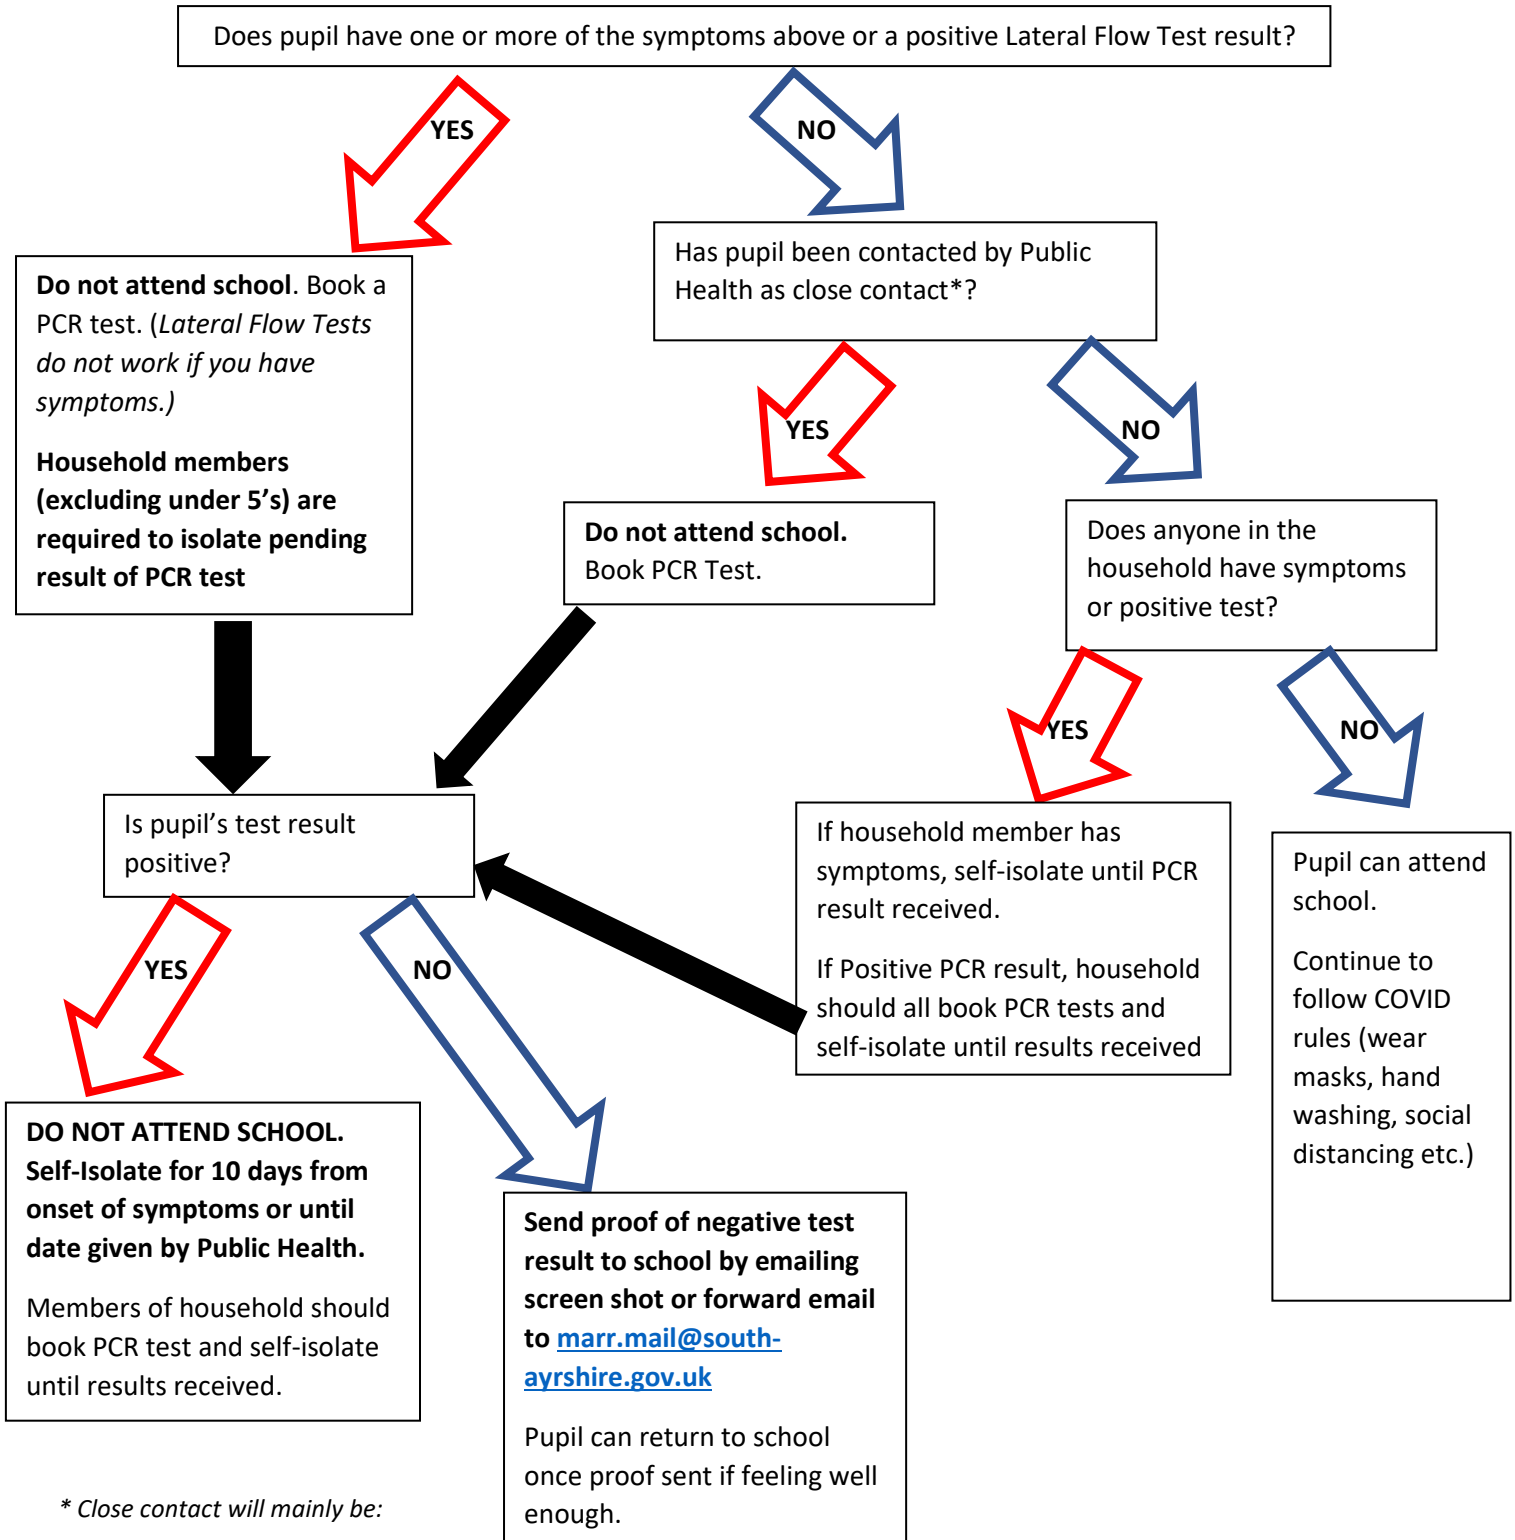 Does pupil have one or more of the symptoms above or a positive Lateral Flow Test result?
YES
NO
Do not attend school. Book a
PCR test. (Lateral Flow Tests
do not work if you have
symptoms.)
Household members
(excluding under 5’s) are
required to isolate pending
result of PCR test
Has pupil been contacted by Public
Health as close contact*?
YES
NO
Do not attend school.
Book PCR Test.
Does anyone in the
household have symptoms
or positive test?
YES
NO
Is pupil’s test result
positive?
If household member has
symptoms, self-isolate until PCR
result received.
If Positive PCR result, household
should all book PCR tests and
self-isolate until results received
Pupil can attend
school.
Continue to
follow COVID
rules (wear
masks, hand
washing, social
distancing etc.)
YES
NO
DO NOT ATTEND SCHOOL.
Self-Isolate for 10 days from
onset of symptoms or until
date given by Public Health.
Members of household should
book PCR test and self-isolate
until results received.
Send proof of negative test
result to school by emailing
screen shot or forward email
to marr.mail@south-
ayrshire.gov.uk
Pupil can return to school
once proof sent if feeling well
enough.
* Close contact will mainly be: